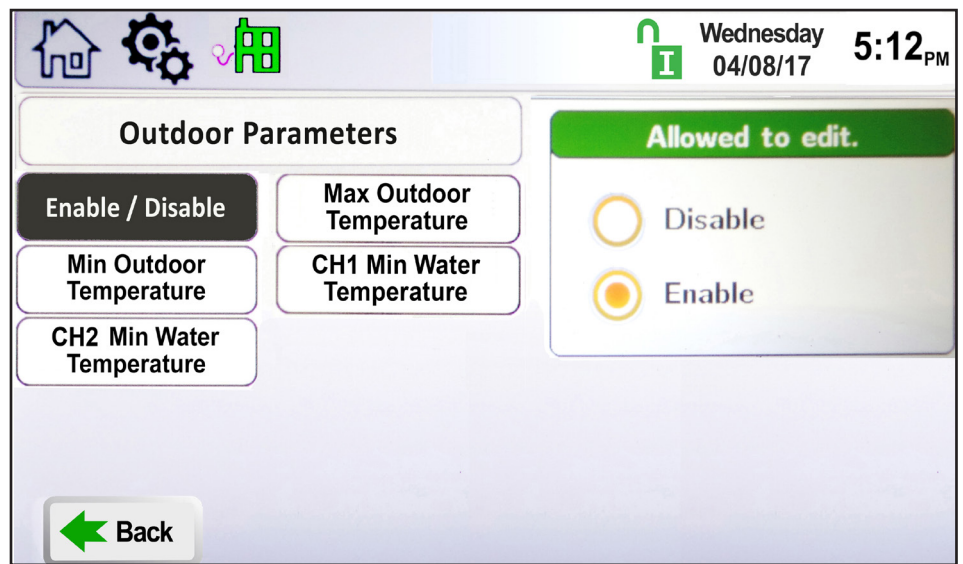 Wednesday
04/08/17
5:12PM
I
Outdoor Parameters
Allowed to edit.
Enable / Disable
Max Outdoor
Temperature
Min Outdoor
Temperature
CH1 Min Water
Temperature
CH2 Min Water
Temperature
Disable
Enable
Back